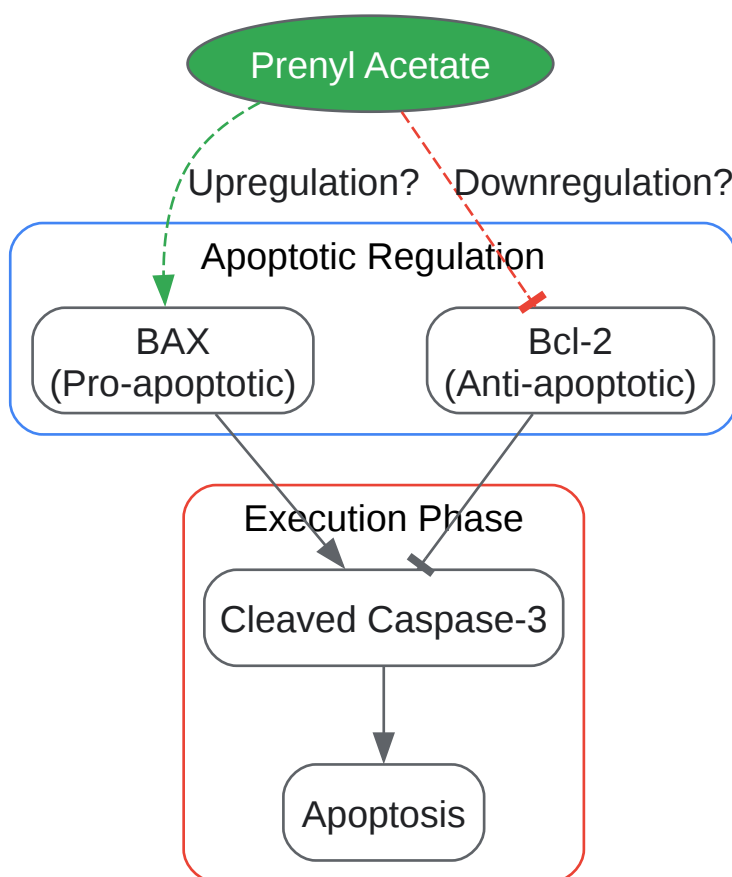 Prenyl Acetate
Upregulation?
Downregulation?
Apoptotic Regulation
BAX
(Pro-apoptotic)
Bcl-2
(Anti-apoptotic)
Execution Phase
Cleaved Caspase-3
Apoptosis